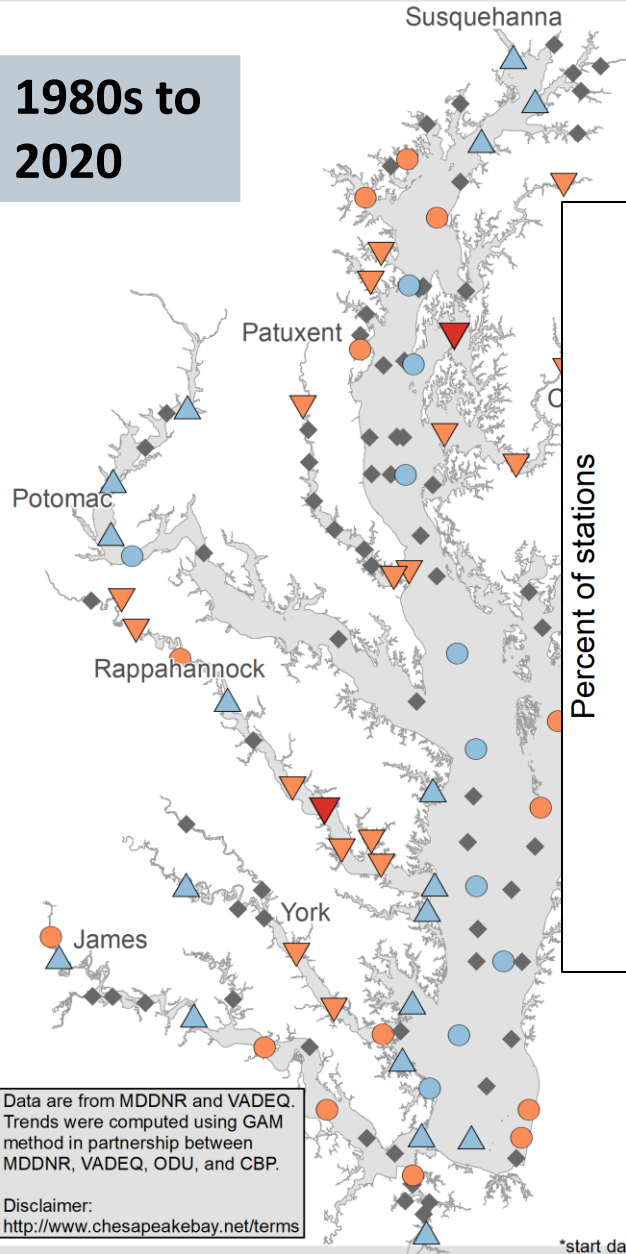 Susquehanna
1980s to
2020
Patuxent
C
Potomac
Percent of stations
Rappahannock
York
James
Data are from MDDNR and VADEQ.
Trends were computed using GAM
method in partnership between
MDDNR, VADEQ, ODU, and CBP.
Disclaimer:
http://www.chesapeakebay.net/terms
*start da